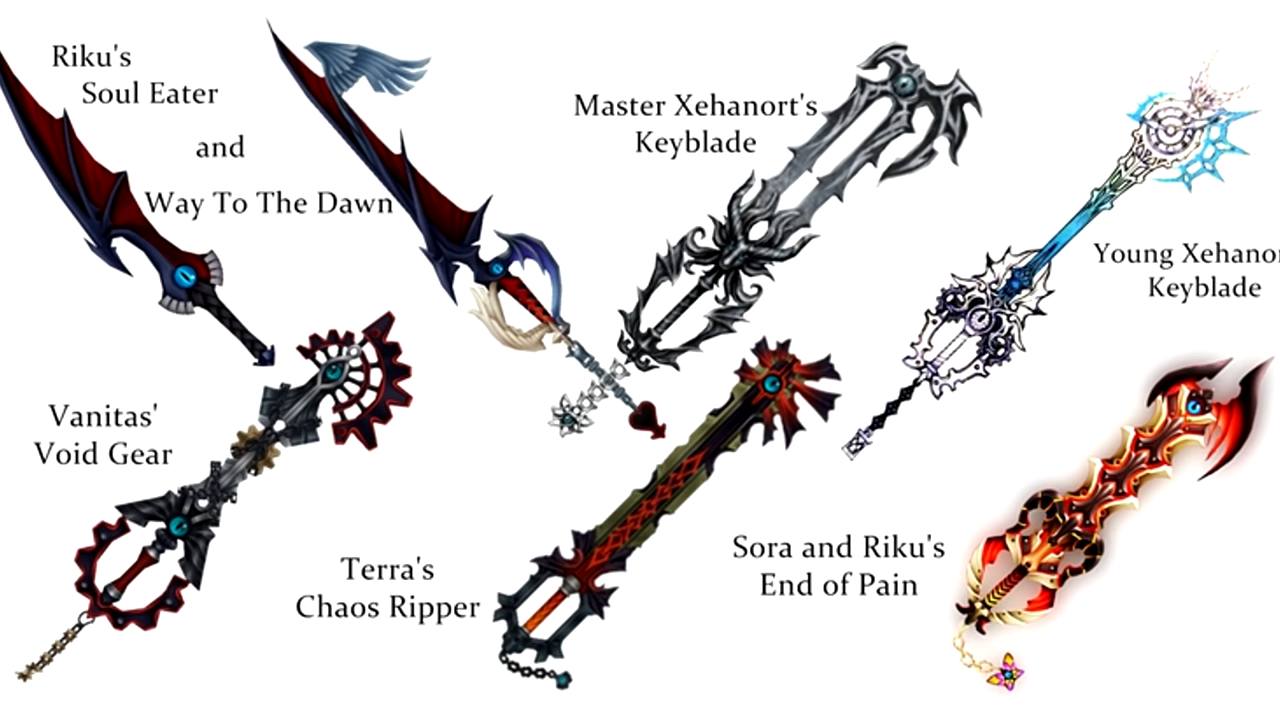 Riku's
Soul Eater
and
Way To The Dawn
Master Xehanort's
Keyblade
Young Xehanor
Keyblade
Vanitas'
Void Gear
Terra's
Chaos Ripper
Sora and Riku's
End of Pain